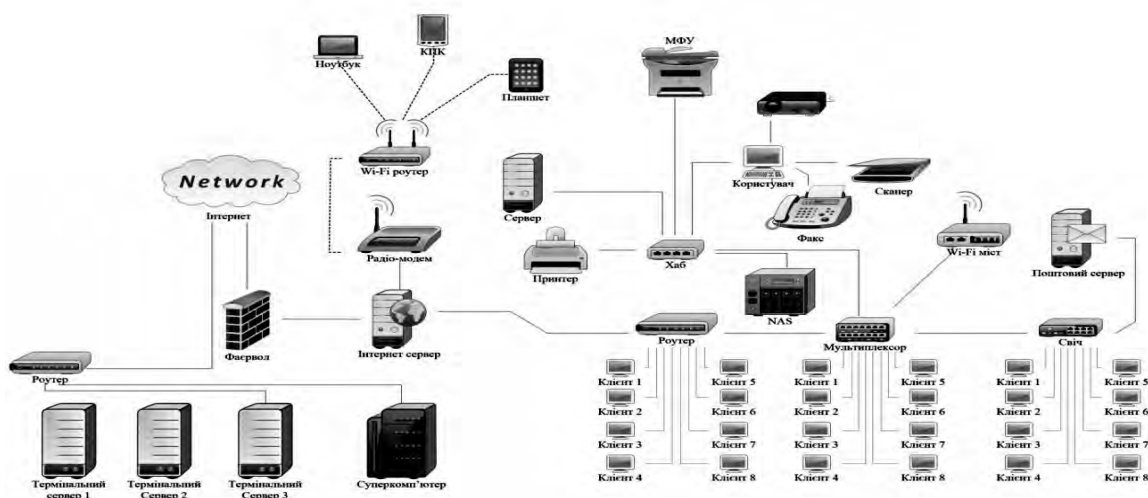 МФУ
КПК
Ноутбук
Планшет
Wi-Fi роутер
Network
Інтернет
Сервер
Користувач
Сканер
Факс
Wi-Fi міст
Поштовий сервер
Радіо-модем
Принтер
Хаб
NAS
Фаєрвол
Інтернет сервер
Роутер
Мультиплексор
Свіч
Роутер
Клієнт 1
Клієнт 2
Клієнт 3
Клієнт 4
Клієнт 5
Клієнт 6
Клієнт 7
Клієнт 8
Клієнт 1
Клієнт 2
Клієнт 3
Клієнт 4
Клієнт 5
Клієнт 6
Клієнт 7
Клієнт 8
Клієнт 1
Клієнт 2
Клієнт 3
Клієнт 4
Клієнт 5
Клієнт 6
Клієнт 7
Клієнт 8
Термінальний
сервер 1
Термінальний
Сервер 2
Термінальний
Сервер 3
Суперкомп’ютер